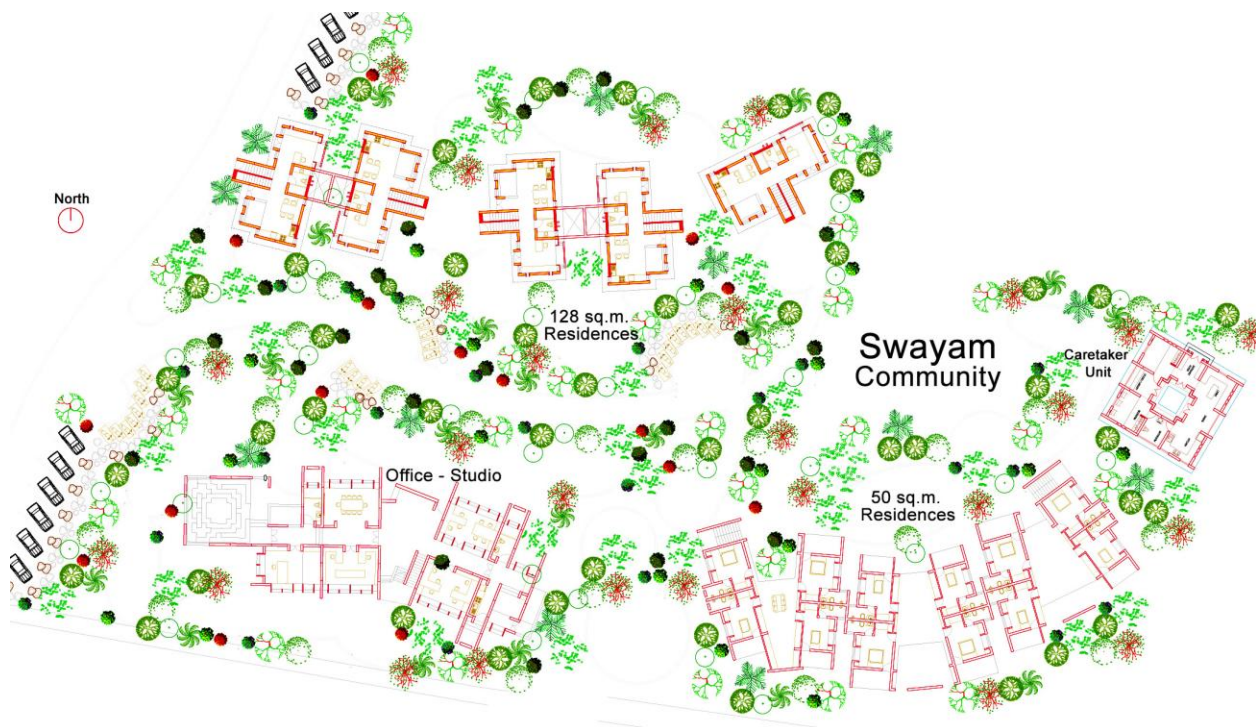 North
128 sq.m.
Residences
Swayam
Community
Caretaker
Unit
Office - Studio
50 sq.m.
Residences